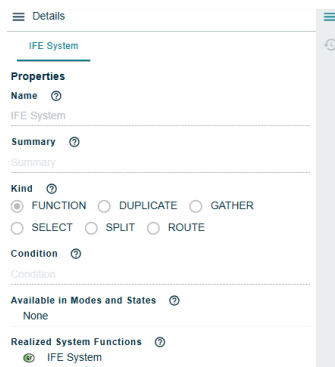 Details
IFE System
Properties
Name
IFE System
Summary
Summary
Kind
FUNCTION DUPLICATE GATHER
SELECT SPLIT ROUTE
Condition
Condition
Available in Modes and States
None
Realized System Functions
IFE System